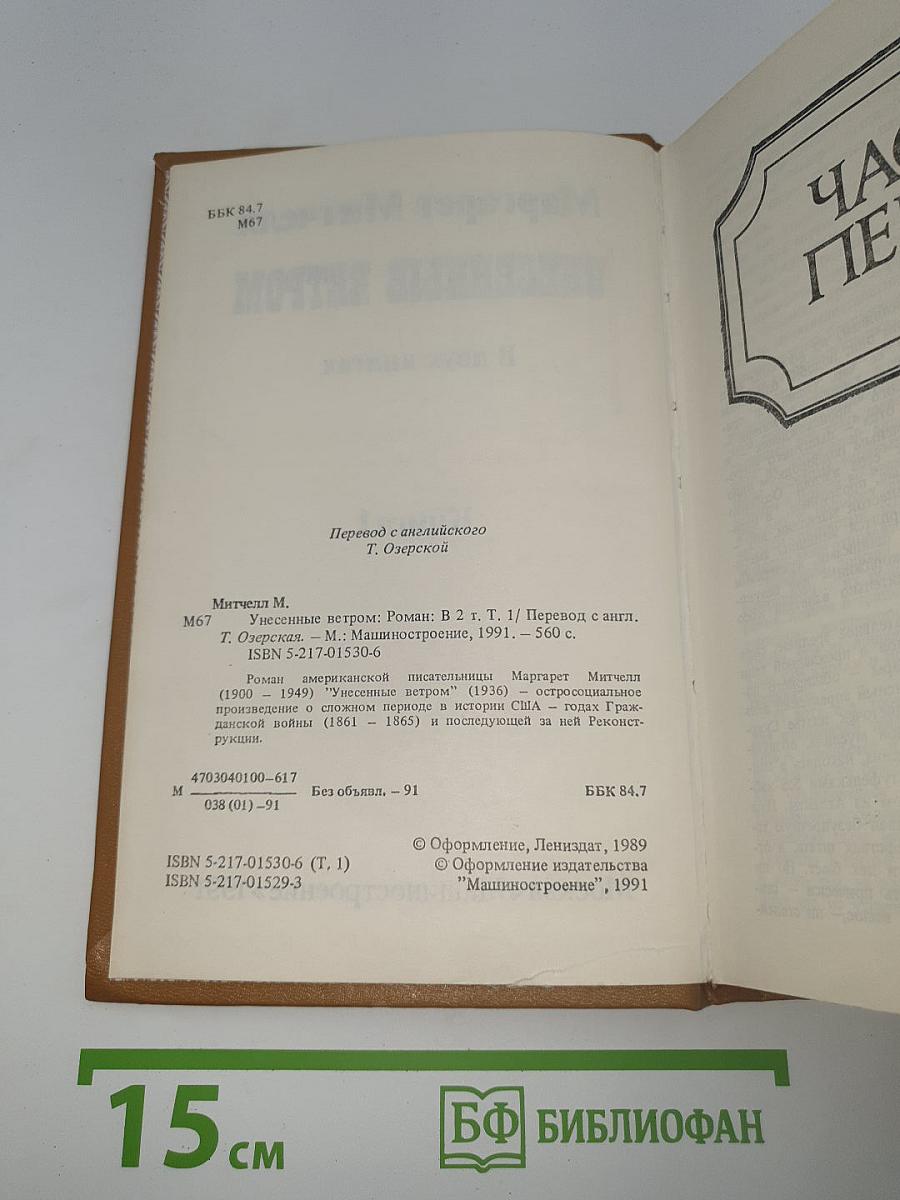 ББК 84.7
М67
Перевод с английского
Т. Озерской
Митчелл М.
М67 Унесенные ветром: Роман: В 2 т. Т. 1/ Перевод с англ.
Т. Озерская. — М.: Машиностроение, 1991. — 560 с.
ISBN 5-217-01530-6
Роман американской писательницы Маргарет Митчелл
(1900 — 1949) "Унесенные ветром" (1936) — остросоциальное
произведение о сложном периоде в истории США — годах Граж-
данской войны (1861 — 1865) и последующей за ней Реконст-
рукции.
М 4703040100-617
038 (01) -91
Без объявл. - 91
ББК 84.7
ISBN 5-217-01530-6 (Т. 1)
ISBN 5-217-01529-3
© Оформление, Лениздат, 1989
© Оформление издательства
"Машиностроение", 1991
ЧАС
ПЕ
15 см
БФ БИБЛИОФАН